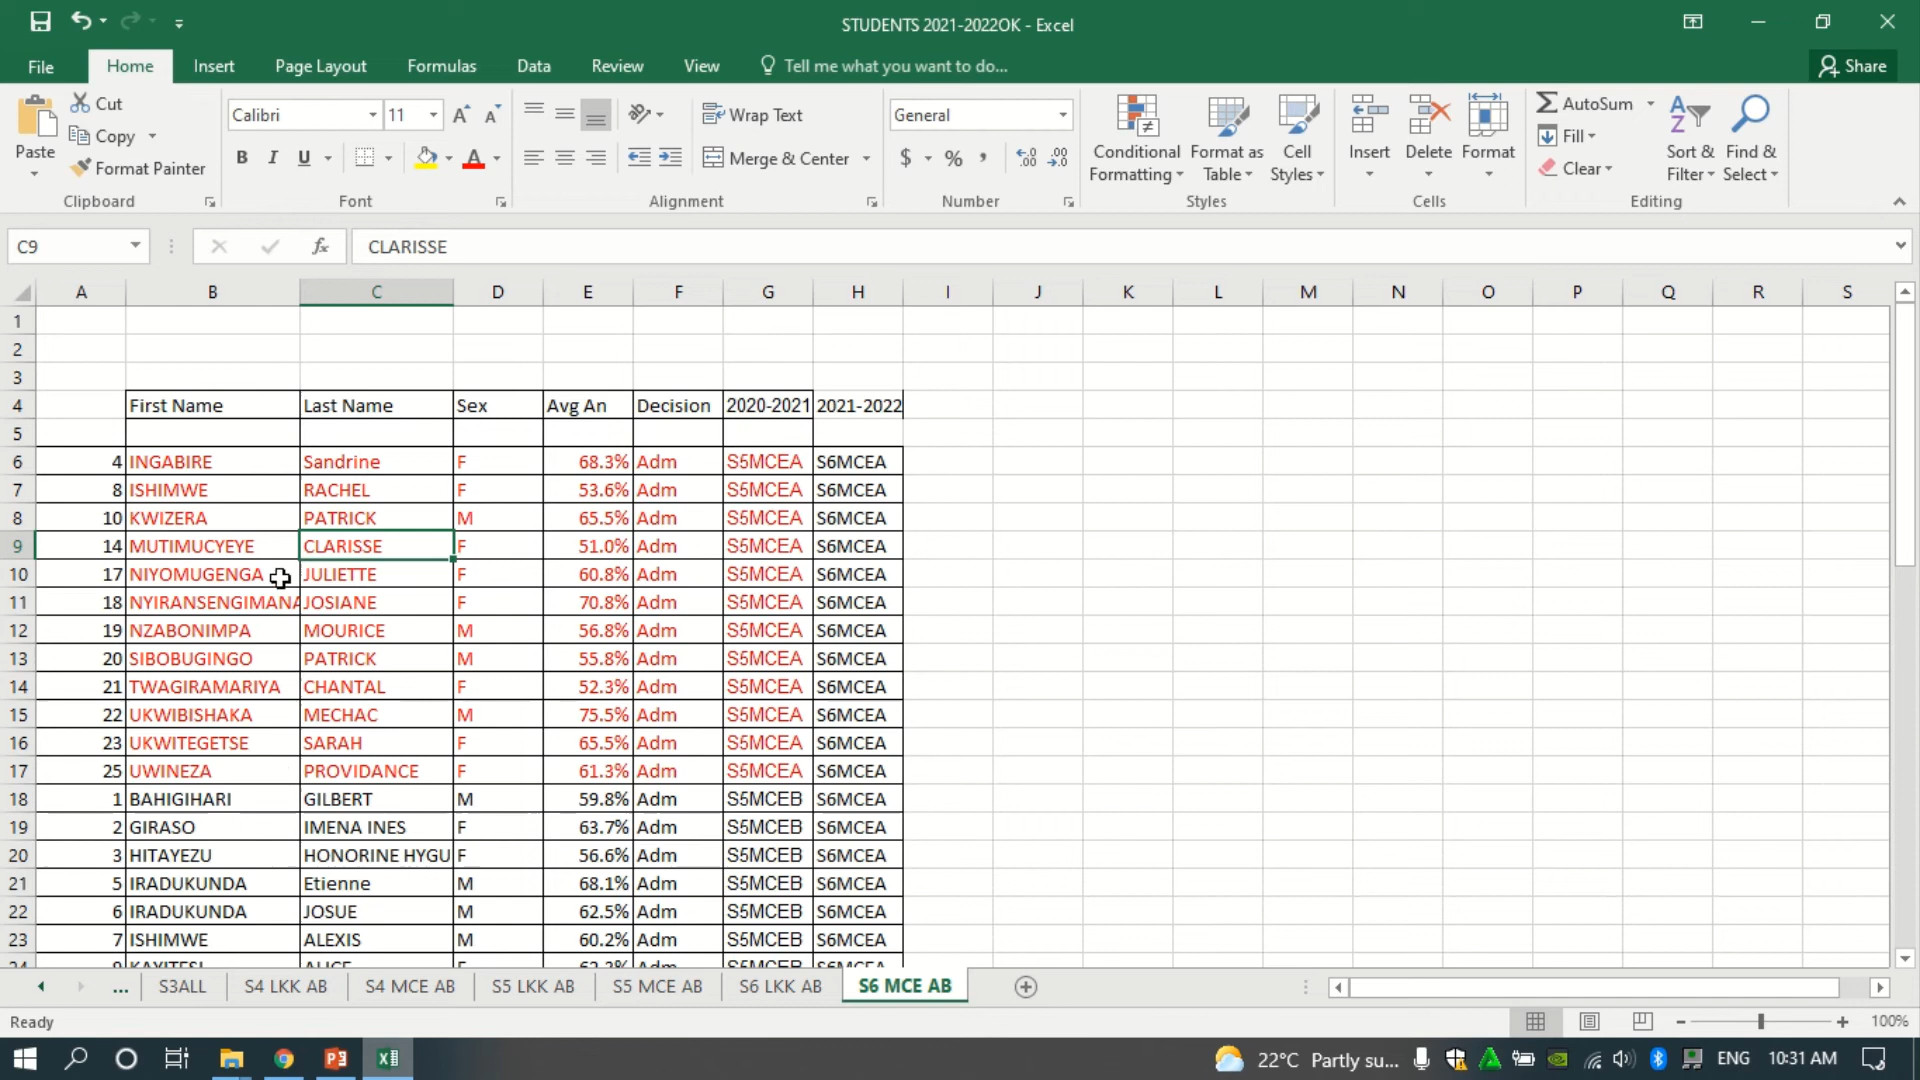 STUDENTS 2021-2022OK - Excel
File Home Insert Page Layout Formulas Data Review View Tell me what you want to do... Share
Paste
Cut
Copy
Format Painter
Clipboard
Calibri 11
B I U
Font
Wrap Text
Merge & Center
Alignment
General
$ % ,
Number
Conditional Formatting
Format as Table
Cell Styles
Styles
Insert Delete Format
Cells
AutoSum
Fill
Clear
Sort & Filter
Find & Select
Editing
C9 fx CLARISSE
A B C D E F G H I J K L M N O P Q R S
1
2
3
4 First Name Last Name Sex Avg An Decision 2020-2021 2021-2022
5
6 4 INGABIRE Sandrine F 68.3% Adm S5MCEA S6MCEA
7 8 ISHIMWE RACHEL F 53.6% Adm S5MCEA S6MCEA
8 10 KWIZERA PATRICK M 65.5% Adm S5MCEA S6MCEA
9 14 MUTIMUCYEYE CLARISSE F 51.0% Adm S5MCEA S6MCEA
10 17 NIYOMUGENGA JULIETTE F 60.8% Adm S5MCEA S6MCEA
11 18 NYIRANSENGIMANA JOSIANE F 70.8% Adm S5MCEA S6MCEA
12 19 NZABONIMPA MOURICE M 56.8% Adm S5MCEA S6MCEA
13 20 SIBOBUGINGO PATRICK M 55.8% Adm S5MCEA S6MCEA
14 21 TWAGIRAMARIYA CHANTAL F 52.3% Adm S5MCEA S6MCEA
15 22 UKWIBISHAKA MECHAC M 75.5% Adm S5MCEA S6MCEA
16 23 UKWITEGETSE SARAH F 65.5% Adm S5MCEA S6MCEA
17 25 UWINEZA PROVIDANCE F 61.3% Adm S5MCEA S6MCEA
18 1 BAHIGIHARI GILBERT M 59.8% Adm S5MCEB S6MCEA
19 2 GIRASO IMENA INES F 63.7% Adm S5MCEB S6MCEA
20 3 HITAYEZU HONORINE HYGU F 56.6% Adm S5MCEB S6MCEA
21 5 IRADUKUNDA Etienne M 68.1% Adm S5MCEB S6MCEA
22 6 IRADUKUNDA JOSUE M 62.5% Adm S5MCEB S6MCEA
23 7 ISHIMWE ALEXIS M 60.2% Adm S5MCEB S6MCEA
... S3ALL S4 LKK AB S4 MCE AB S5 LKK AB S5 MCE AB S6 LKK AB S6 MCE AB
Ready 100%
22°C Partly su... ENG 10:31 AM